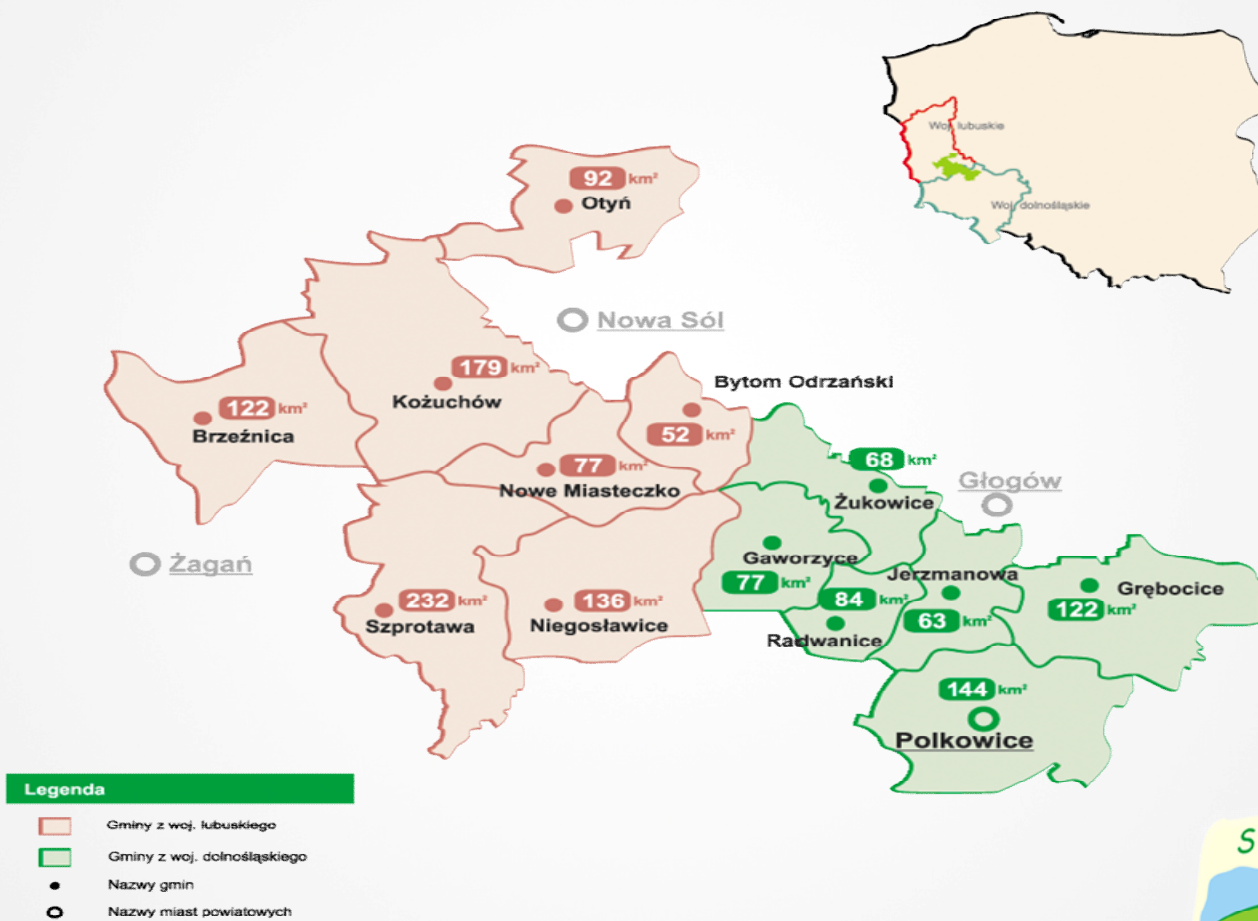 Woj. lubuskie
Woj. dolnośląskie
92 km²
Otyń
Nowa Sól
179 km²
Kożuchów
Bytom Odrzański
122 km²
Brzeźnica
52 km²
77 km²
Nowe Miasteczko
68 km²
Żukowice
Głogów
Żagań
Gaworzyce
77 km²
Jerzmanowa
84 km²
63 km²
Radwanice
Grębocice
122 km²
232 km²
Szprotawa
136 km²
Niegosławice
144 km²
Polkowice
Legenda
Gminy z woj. lubuskiego
Gminy z woj. dolnośląskiego
Nazwy gmin
Nazwy miast powiatowych
S